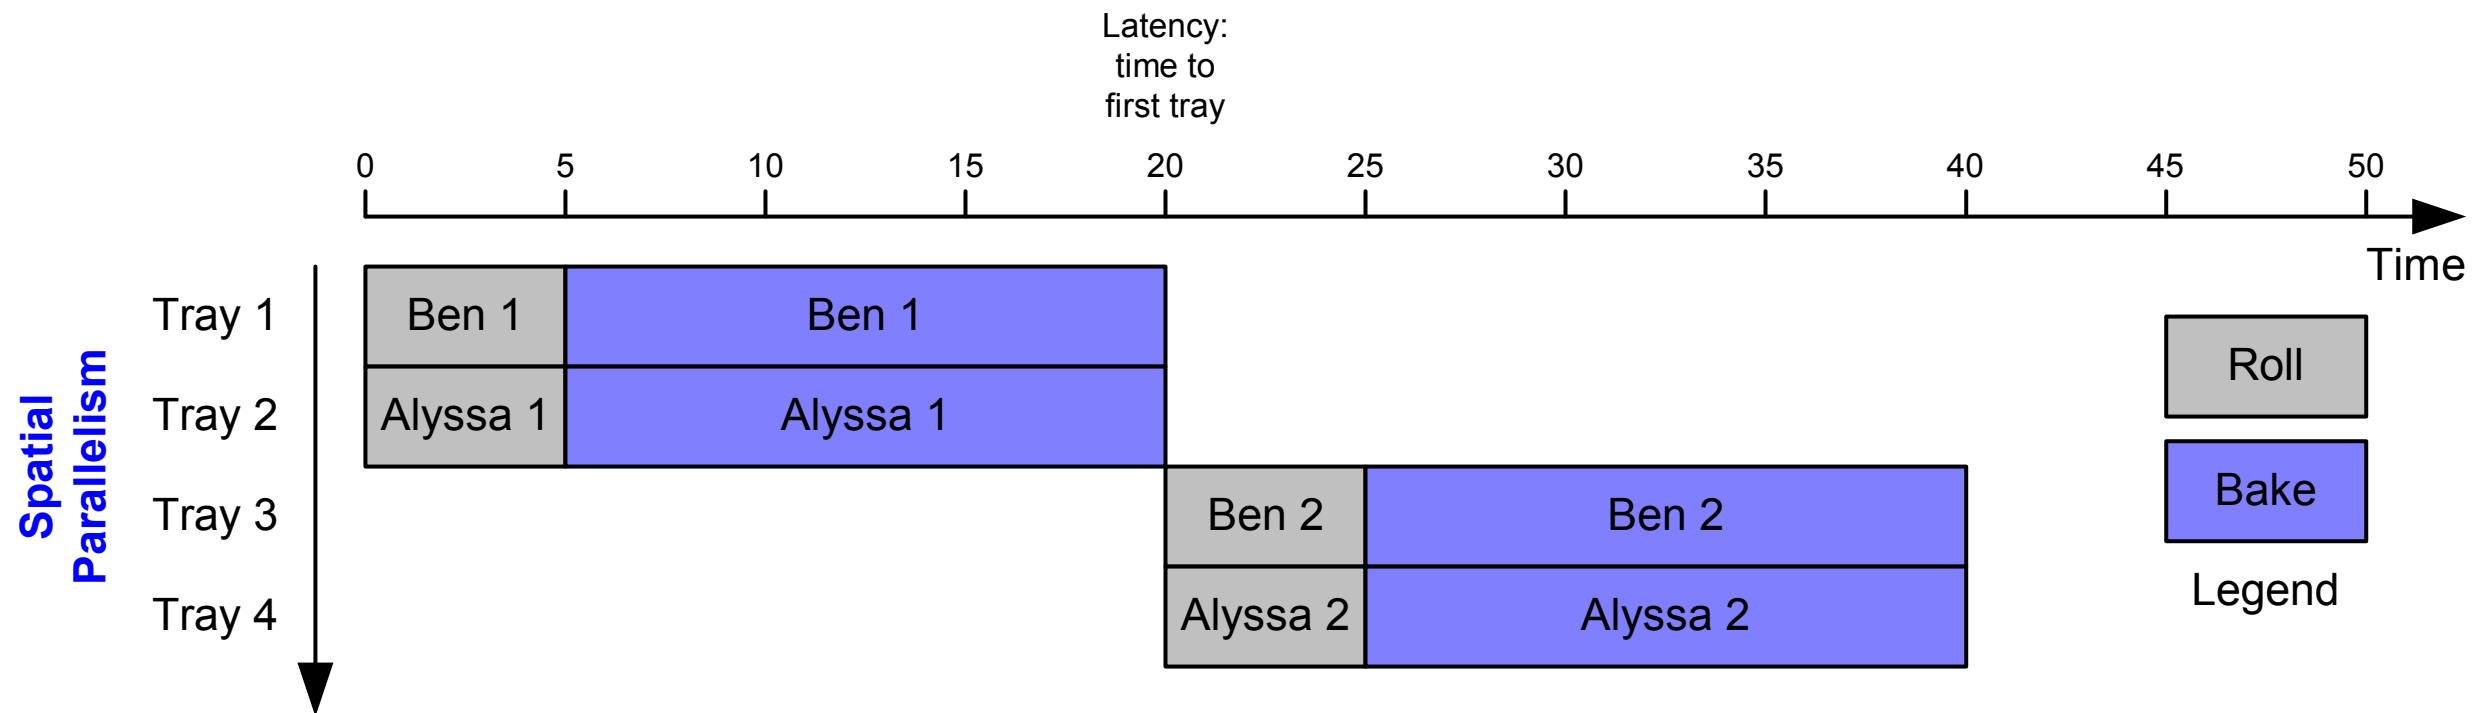 Latency:
time to
first tray
0 5 10 15 20 25 30 35 40 45 50
Time
Spatial
Parallelism
Tray 1
Ben 1 Ben 1
Tray 2
Alyssa 1 Alyssa 1
Tray 3
Ben 2 Ben 2
Tray 4
Alyssa 2 Alyssa 2
Roll
Bake
Legend